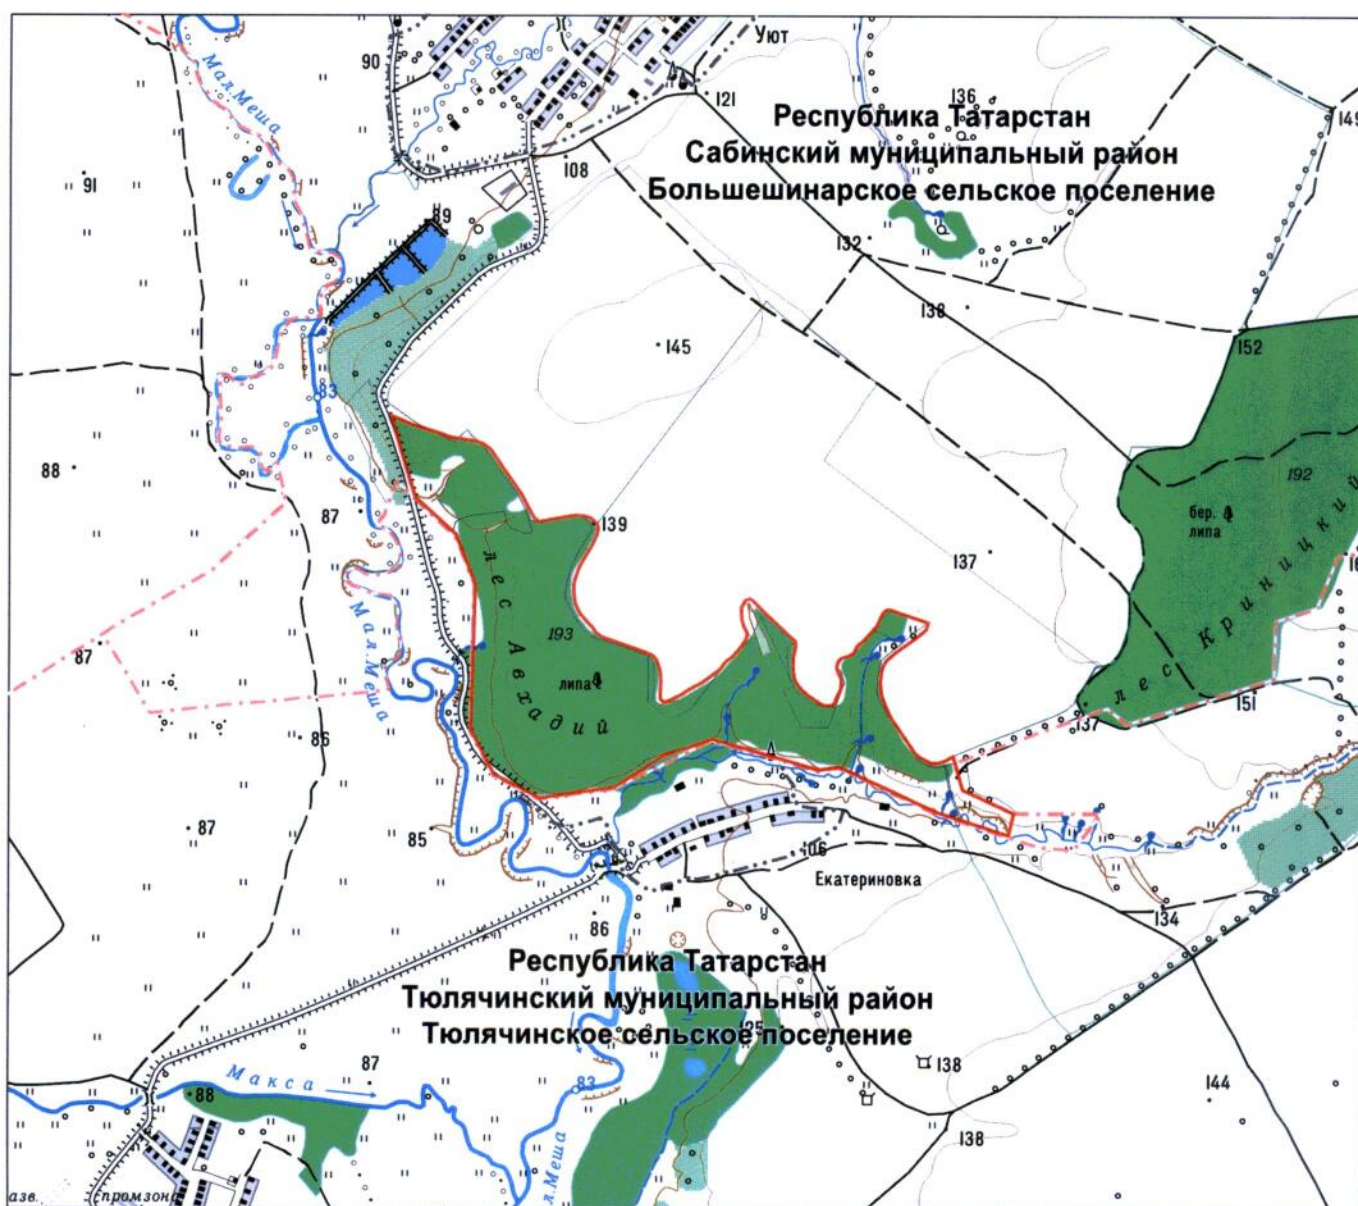 Уют
90
Мал.Меша
121
136
149
Республика Татарстан
Сабинский муниципальный район
Большешинарское сельское поселение
108
91
89
132
138
152
145
83
88
192
бер.
липа
87
139
137
лес Криницкий
лес Авхадий
193
липа
Мал.Меша
87
151
137
86
87
85
106
Екатериновка
134
86
Республика Татарстан
Тюлячинский муниципальный район
Тюлячинское сельское поселение
125
138
Макса
87
83
88
144
138
л.Меша
азв.
промзона